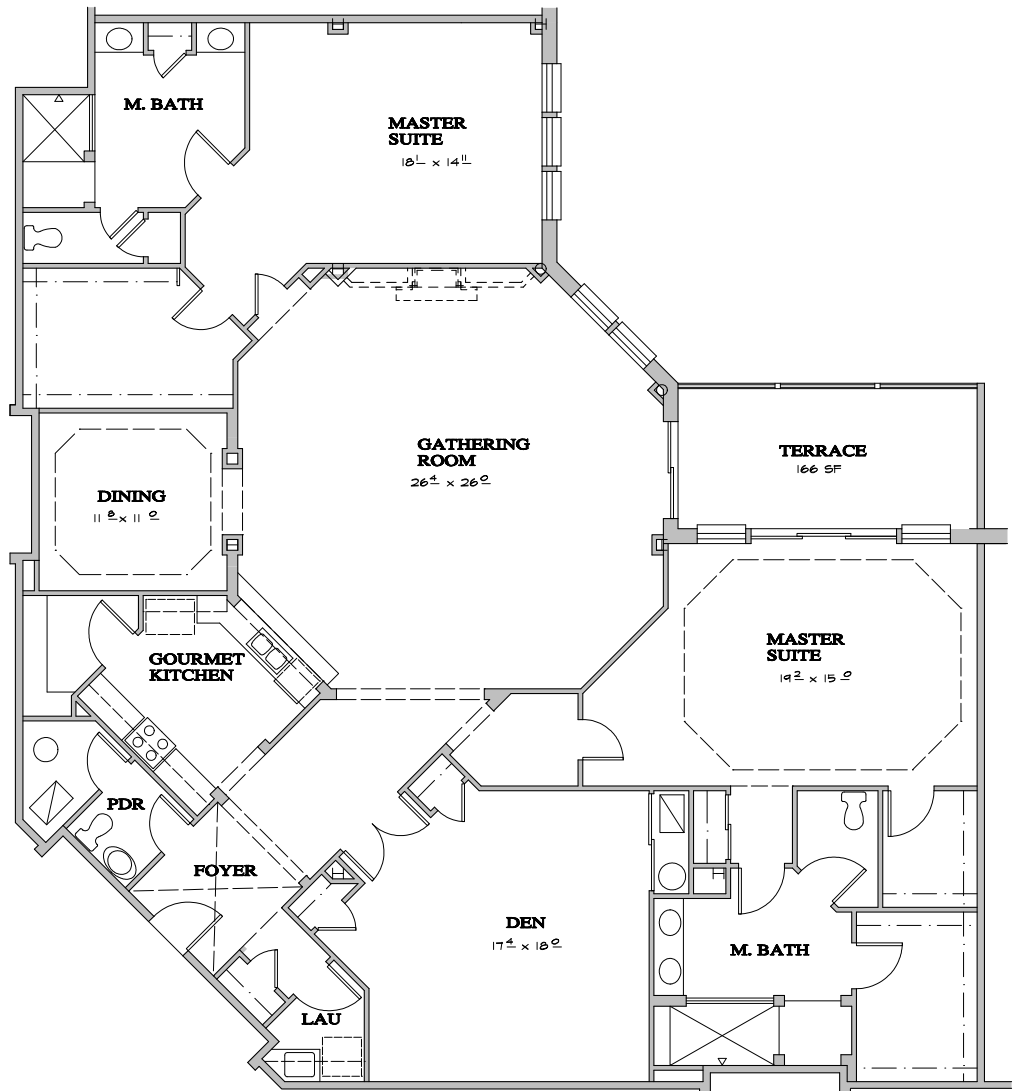 M. BATH
MASTER
SUITE
18¹ x 14¹¹
GATHERING
ROOM
26⁴ x 26⁰
TERRACE
166 SF
DINING
11⁸ x 11⁰
MASTER
SUITE
19² x 15⁰
GOURMET
KITCHEN
PDR
FOYER
DEN
17⁴ x 18⁰
M. BATH
LAU